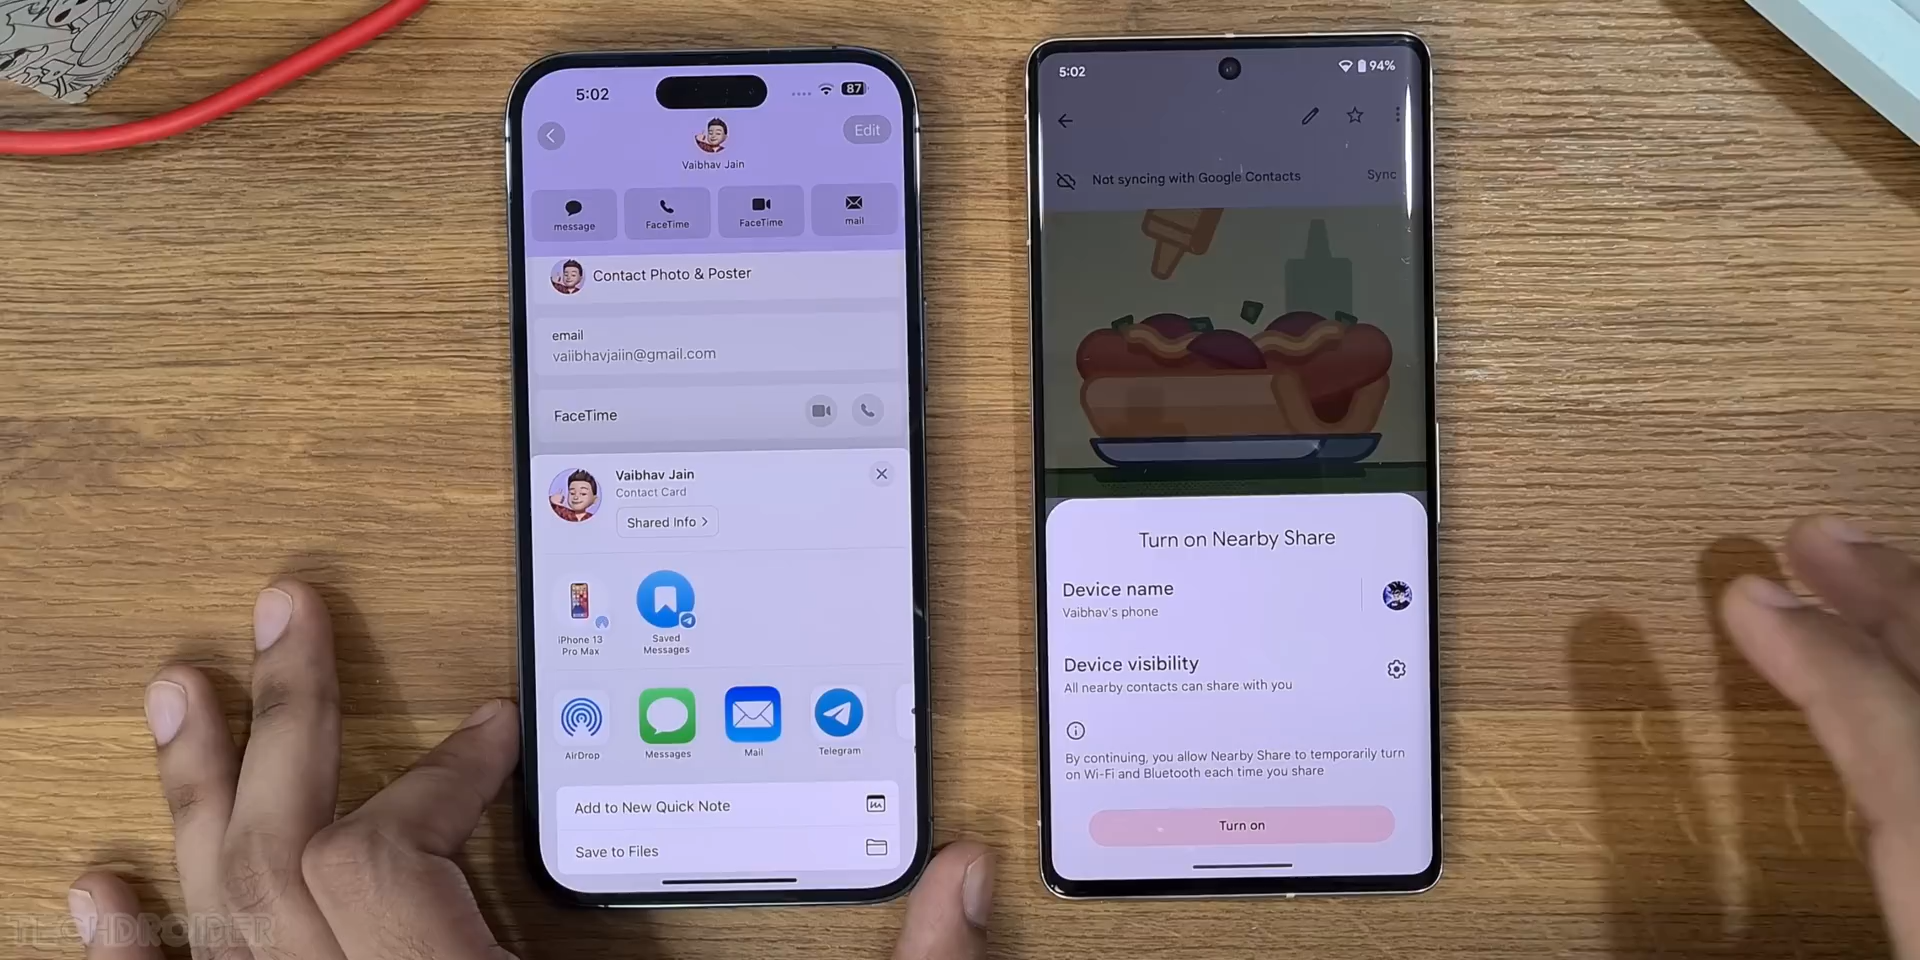 5:02
87
Edit
Vaibhav Jain
message
FaceTime
FaceTime
mail
Contact Photo & Poster
email
vaiibhavjaiin@gmail.com
FaceTime
Vaibhav Jain
Contact Card
Shared Info >
iPhone 13
Pro Max
Saved
Messages
AirDrop
Messages
Mail
Telegram
Add to New Quick Note
Save to Files
5:02
94%
Not syncing with Google Contacts
Sync
Turn on Nearby Share
Device name
Vaibhav's phone
Device visibility
All nearby contacts can share with you
By continuing, you allow Nearby Share to temporarily turn
on Wi-Fi and Bluetooth each time you share
Turn on
TECHDROIDER